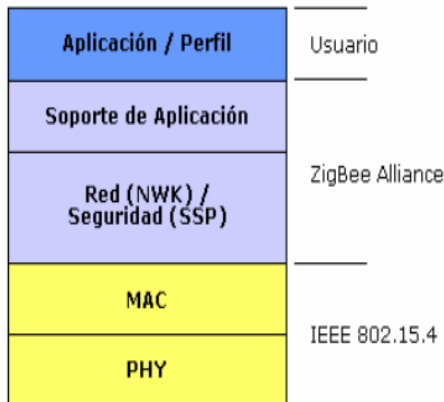 Aplicación / Perfil
Usuario
Soporte de Aplicación
Red (NWK) /
Seguridad (SSP)
ZigBee Alliance
MAC
PHY
IEEE 802.15.4